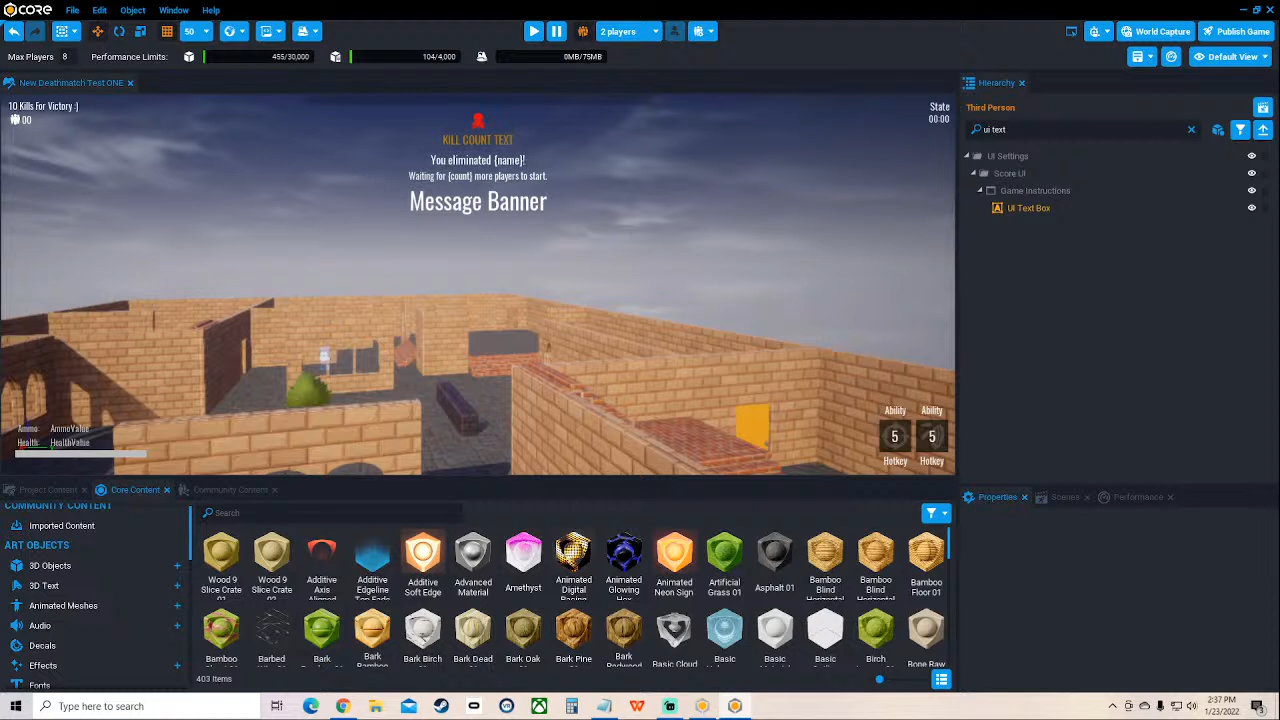 CORE
File Edit Object Window Help
50
2 players
World Capture
Publish Game
Max Players 8 Performance Limits: 455/30,000 104/4,000 0MB/75MB
Default View
New Deathmatch Test ONE
Hierarchy
10 Kills For Victory :)
00
State
00:00
Third Person
KILL COUNT TEXT
ui text
You eliminated {name}!
Waiting for {count} more players to start.
Message Banner
UI Settings
Score UI
Game Instructions
UI Text Box
Ability Ability
5 5
Hotkey Hotkey
Ammo: AmmoValue
Health: HealthValue
Project Content Core Content Community Content
Properties Scenes Performance
COMMUNITY CONTENT
Imported Content
ART OBJECTS
3D Objects
3D Text
Animated Meshes
Audio
Decals
Effects
Fonts
Search
Wood 9 Slice Crate
Wood 9 Slice Crate
Additive Axis Aligned
Additive Edgeline
Additive Soft Edge
Advanced Material
Amethyst
Animated Digital
Animated Glowing
Animated Neon Sign
Artificial Grass 01
Asphalt 01
Bamboo Blind
Bamboo Blind
Bamboo Floor 01
Bamboo
Barbed
Bark
Bark
Bark Birch
Bark Dead
Bark Oak
Bark Pine
Bark
Basic Cloud
Basic
Basic
Basic
Birch
Bone Raw
403 Items
Type here to search
2:37 PM
1/23/2022